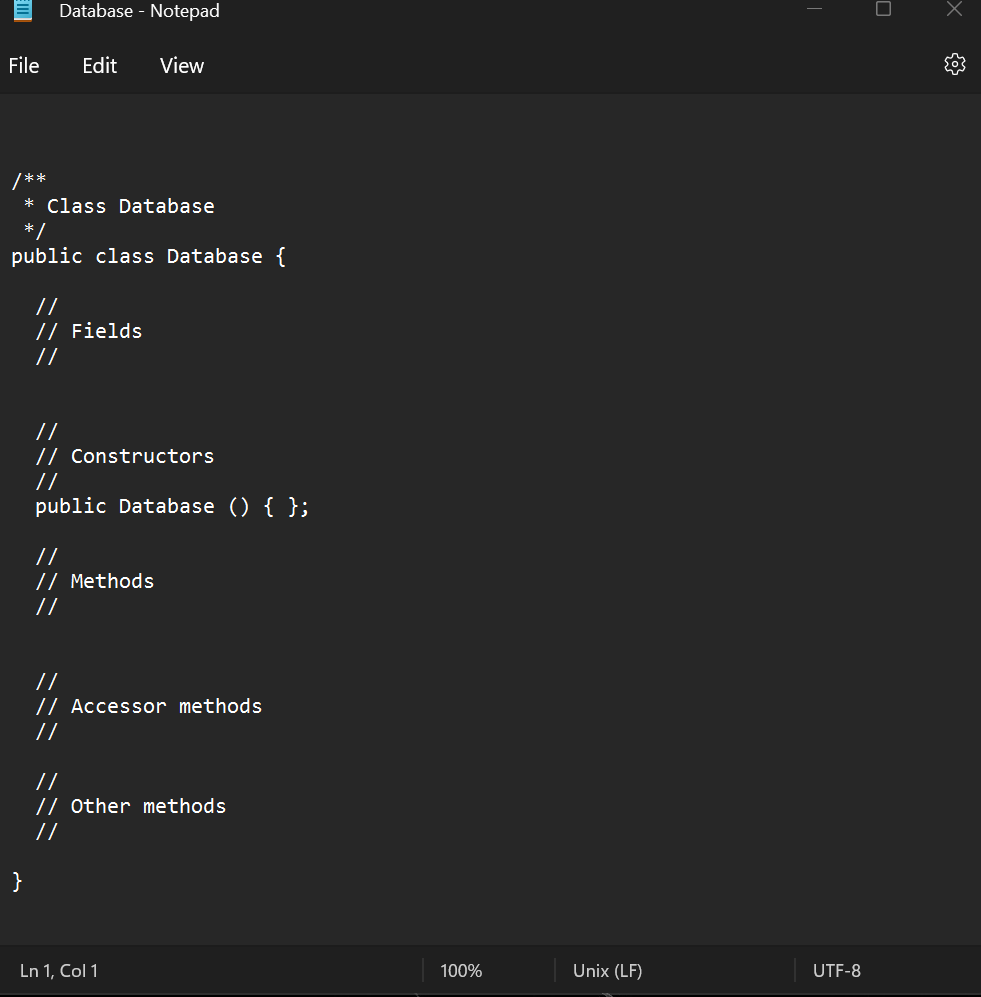 Database - Notepad
File Edit View
/**
 * Class Database
 */
public class Database {
  //
  // Fields
  //
  //
  // Constructors
  //
  public Database () { };
  //
  // Methods
  //
  //
  // Accessor methods
  //
  //
  // Other methods
  //
}
Ln 1, Col 1 100% Unix (LF) UTF-8